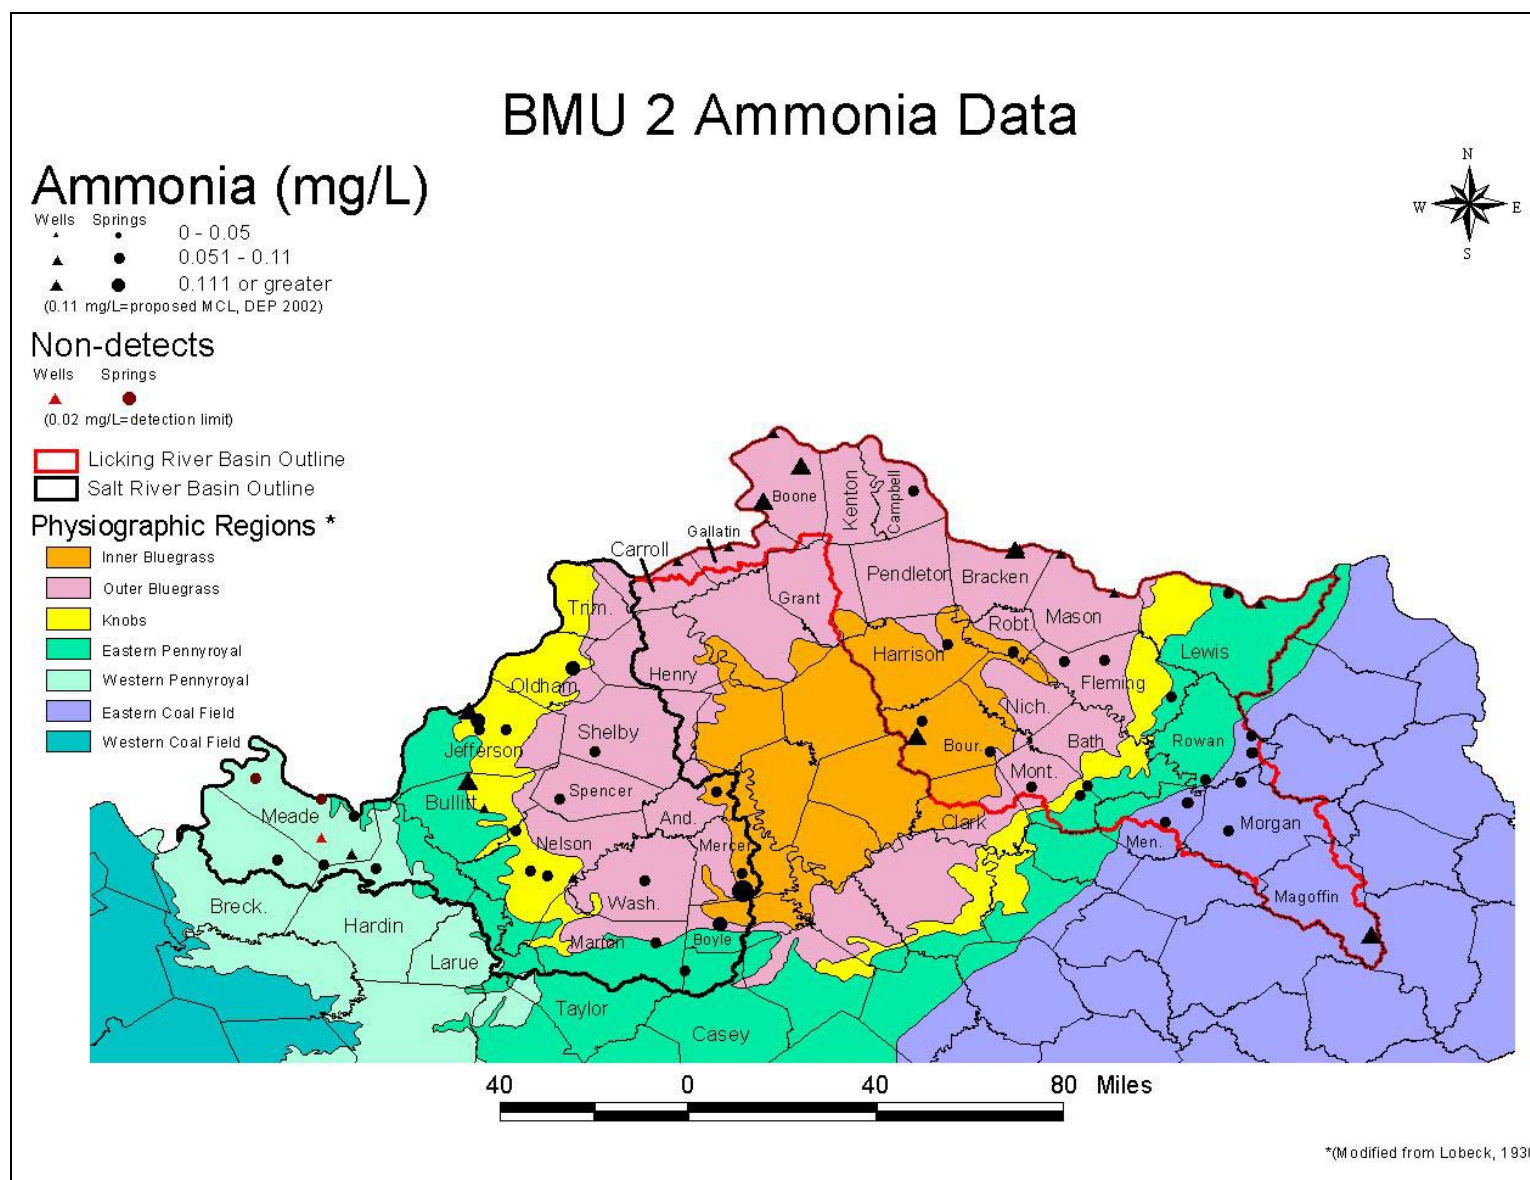 BMU 2 Ammonia Data
Ammonia (mg/L)
Wells Springs
0 - 0.05
0.051 - 0.11
0.111 or greater
(0.11 mg/L=proposed MCL, DEP 2002)
Non-detects
Wells Springs
(0.02 mg/L=detection limit)
Licking River Basin Outline
Salt River Basin Outline
Physiographic Regions *
Inner Bluegrass
Outer Bluegrass
Knobs
Eastern Pennyroyal
Western Pennyroyal
Eastern Coal Field
Western Coal Field
N
W E
S
Boone
Kenton
Campbell
Gallatin
Carroll
Grant
Pendleton
Bracken
Trim.
Robt.
Mason
Harrison
Lewis
Henry
Oldham
Fleming
Nich.
Shelby
Jefferson
Bour.
Bath
Rowan
Mont.
Spencer
Bullitt
Meade
And.
Clark
Morgan
Nelson
Mercer
Men.
Magoffin
Breck.
Wash.
Hardin
Marion
Boyle
Larue
Taylor
Casey
40 0 40 80 Miles
*(Modified from Lobeck, 193